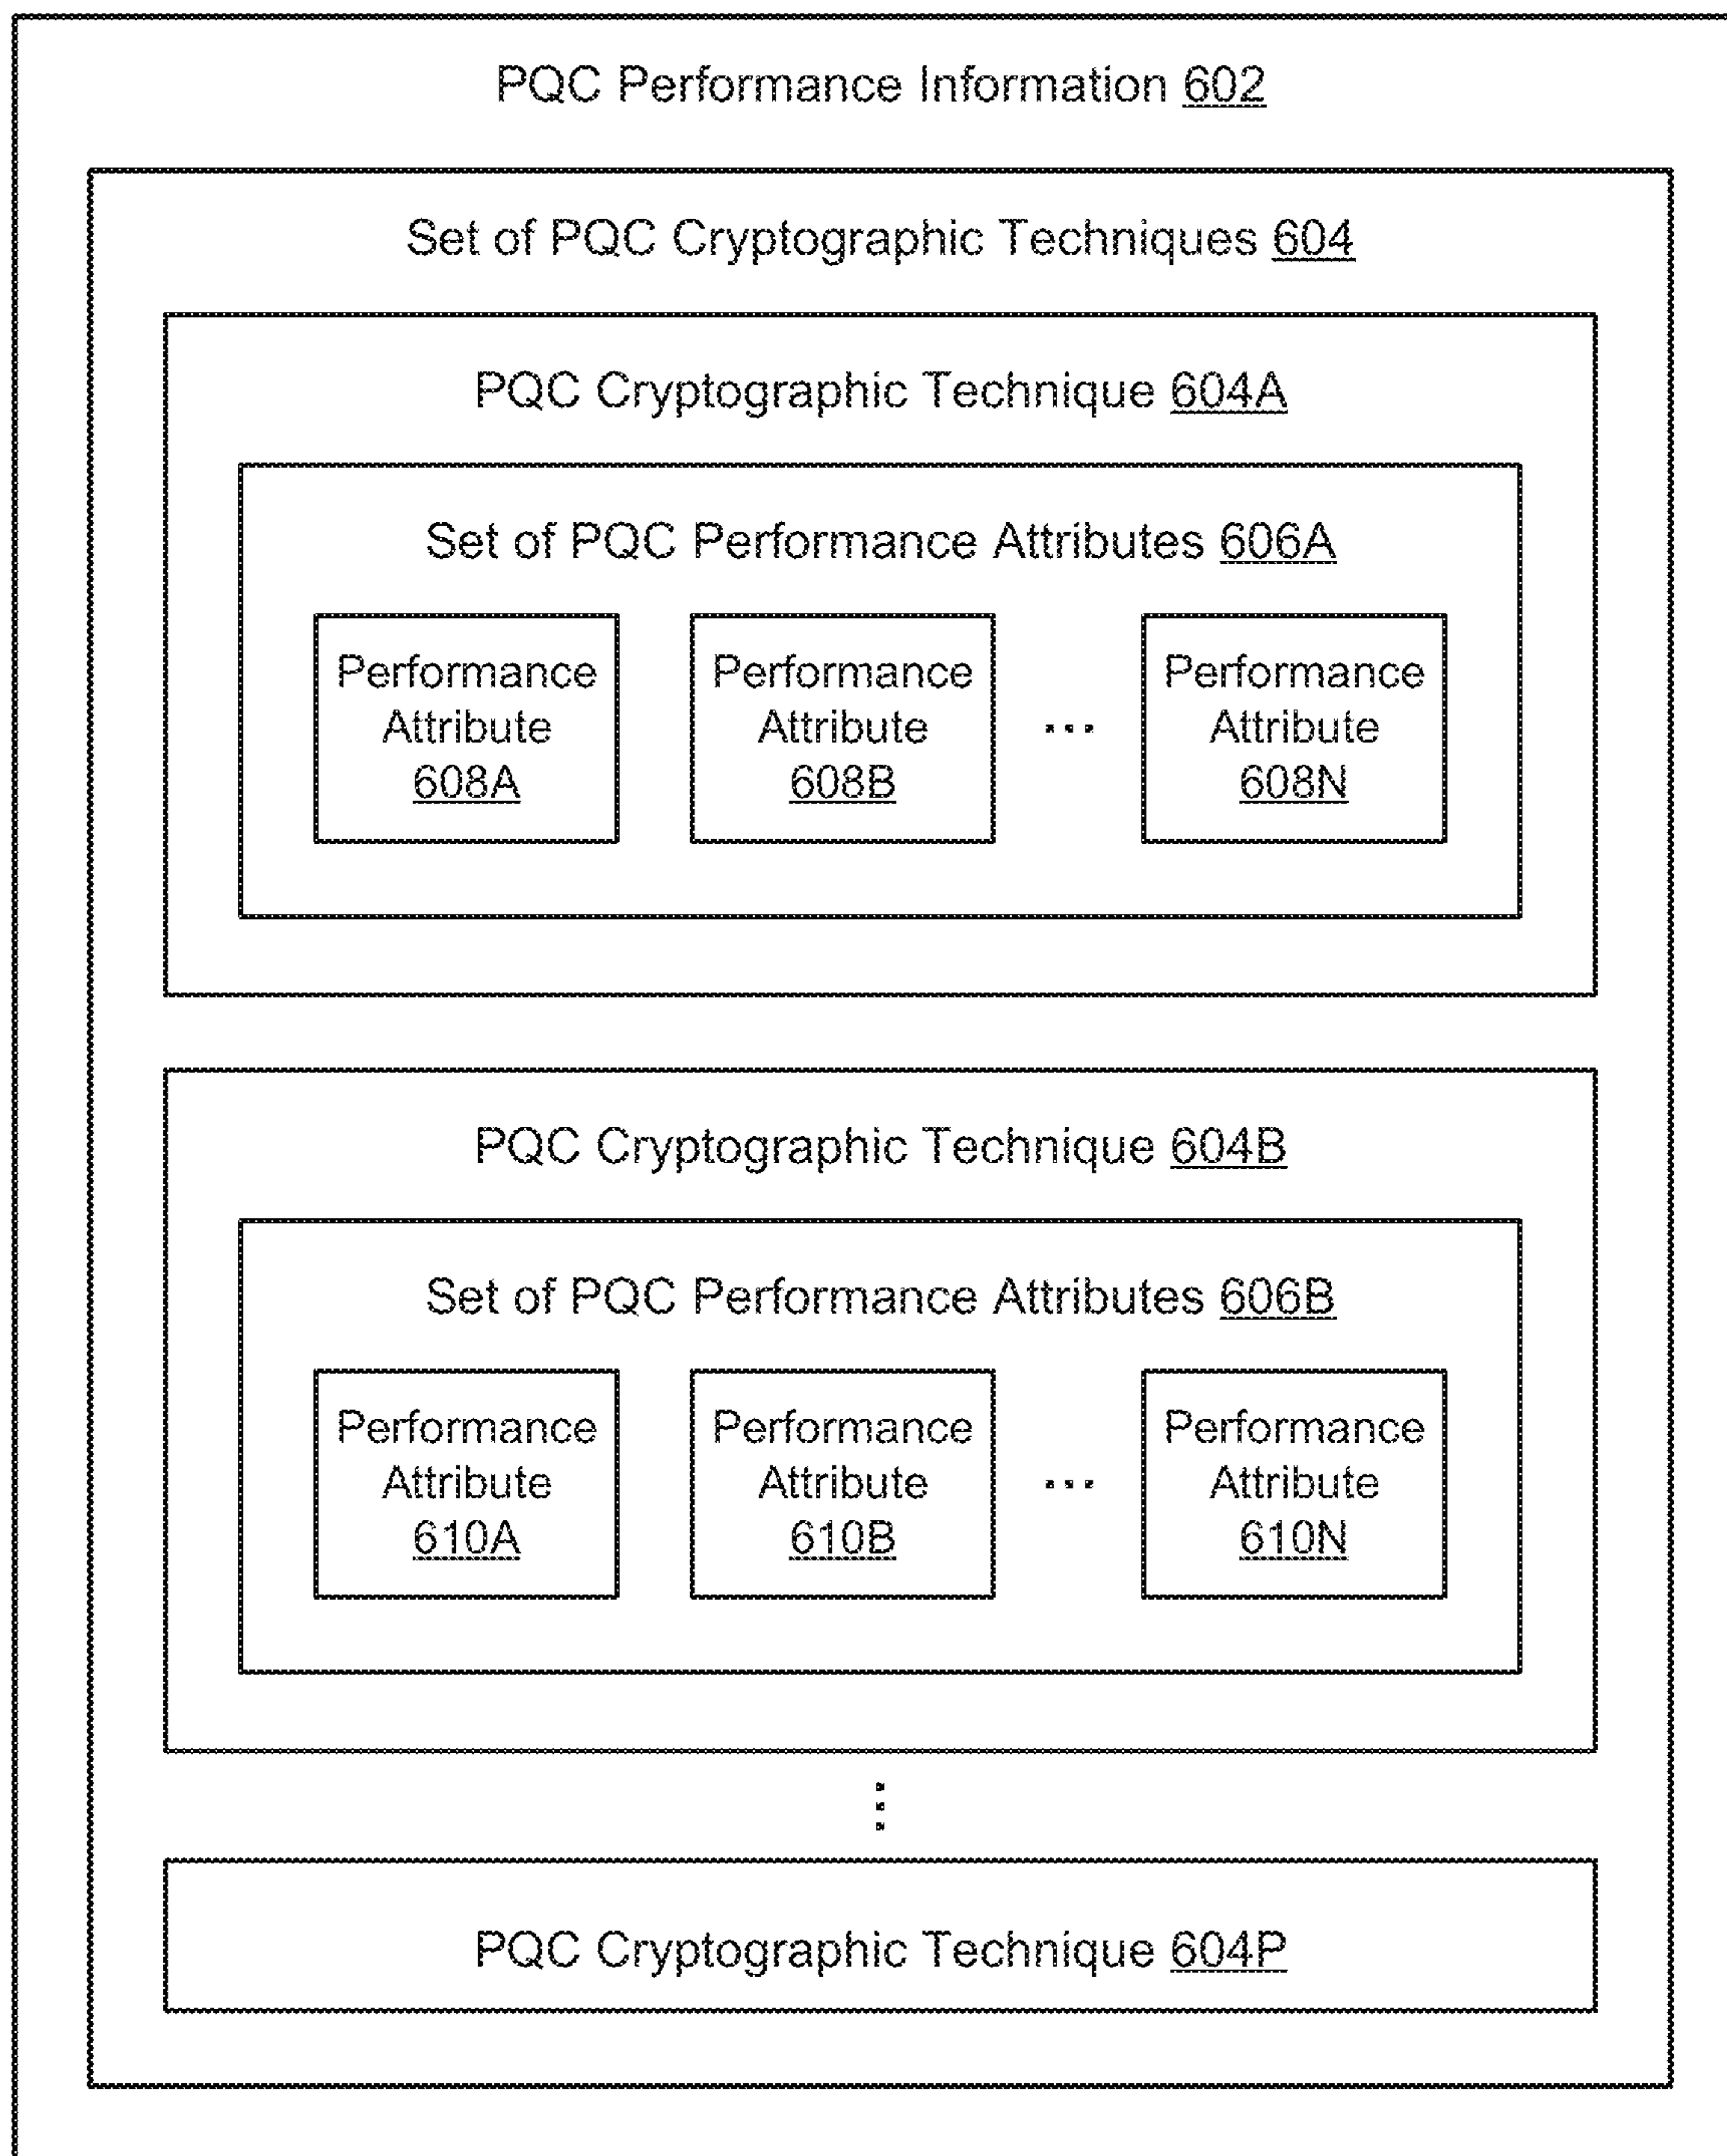 PQC Performance Information 602
Set of PQC Cryptographic Techniques 604
PQC Cryptographic Technique 604A
Set of PQC Performance Attributes 606A
Performance
Attribute
608A
Performance
Attribute
608B
...
Performance
Attribute
608N
PQC Cryptographic Technique 604B
Set of PQC Performance Attributes 606B
Performance
Attribute
610A
Performance
Attribute
610B
...
Performance
Attribute
610N
...
PQC Cryptographic Technique 604P